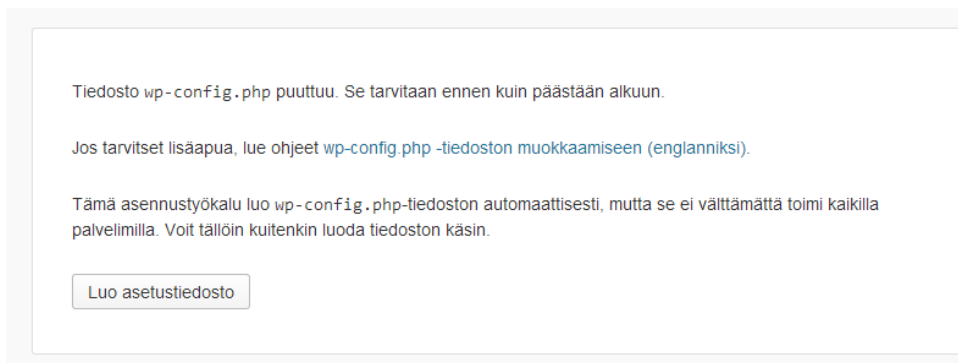 Tiedosto wp-config.php puuttuu. Se tarvitaan ennen kuin päästään alkuun.
Jos tarvitset lisäapua, lue ohjeet wp-config.php -tiedoston muokkaamiseen (englanniksi).
Tämä asennustyökalu luo wp-config.php-tiedoston automaattisesti, mutta se ei välttämättä toimi kaikilla
palvelimilla. Voit tällöin kuitenkin luoda tiedoston käsin.
Luo asetustiedosto